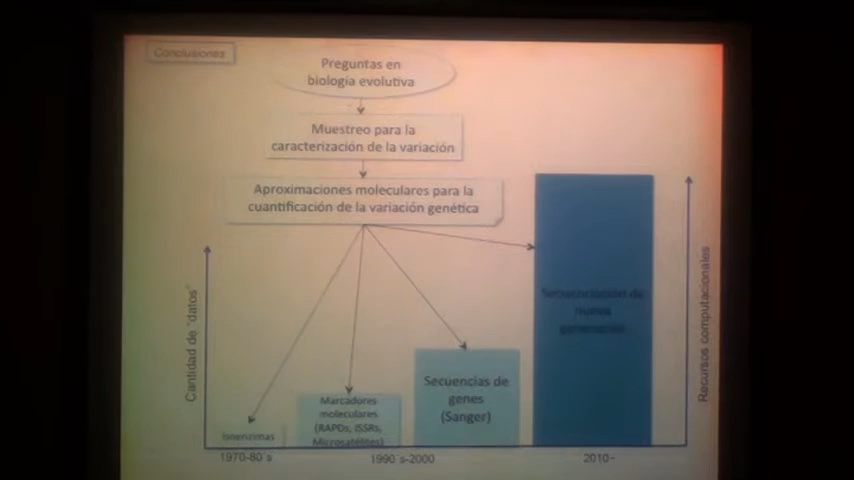 Conclusiones
Preguntas en
biología evolutiva
Muestreo para la
caracterización de la variación
Aproximaciones moleculares para la
cuantificación de la variación genética
Cantidad de "datos"
Isoenzimas
Marcadores
moleculares
(RAPDs, ISSRs,
Microsatélites)
Secuencias de
genes
(Sanger)
Secuenciación de
nueva
generación
Recursos computacionales
1970-80´s
1990´s-2000
2010-